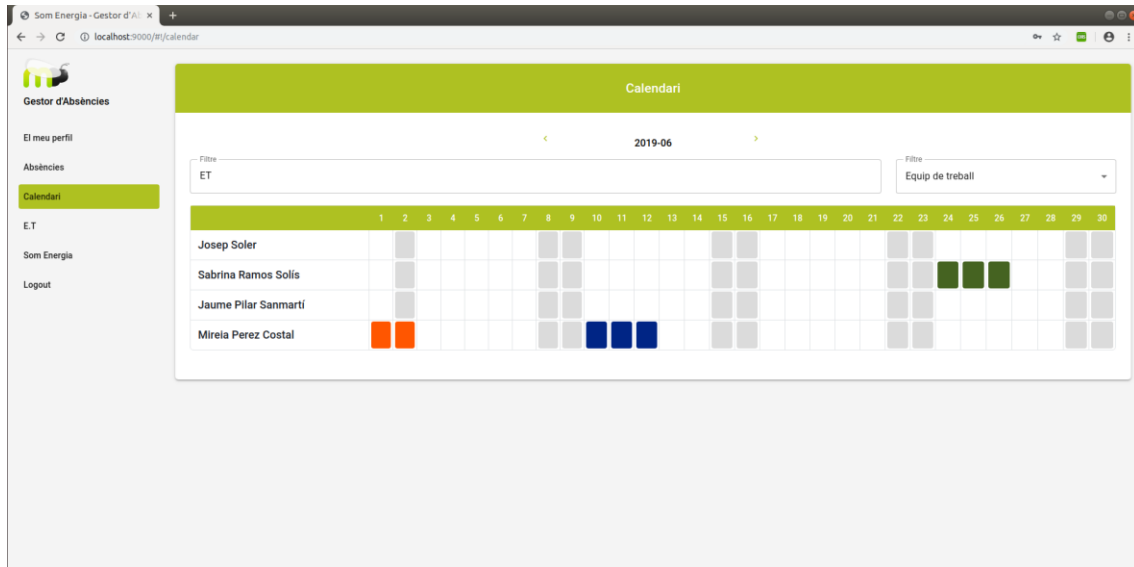 Som Energia - Gestor d'A
localhost:9000/#!/calendar
Gestor d'Absències
El meu perfil
Absències
Calendari
E.T
Som Energia
Logout
Calendari
< 2019-06 >
Filtre
ET
Filtre
Equip de treball
1 2 3 4 5 6 7 8 9 10 11 12 13 14 15 16 17 18 19 20 21 22 23 24 25 26 27 28 29 30
Josep Soler
Sabrina Ramos Solís
Jaume Pilar Sanmartí
Mireia Perez Costal